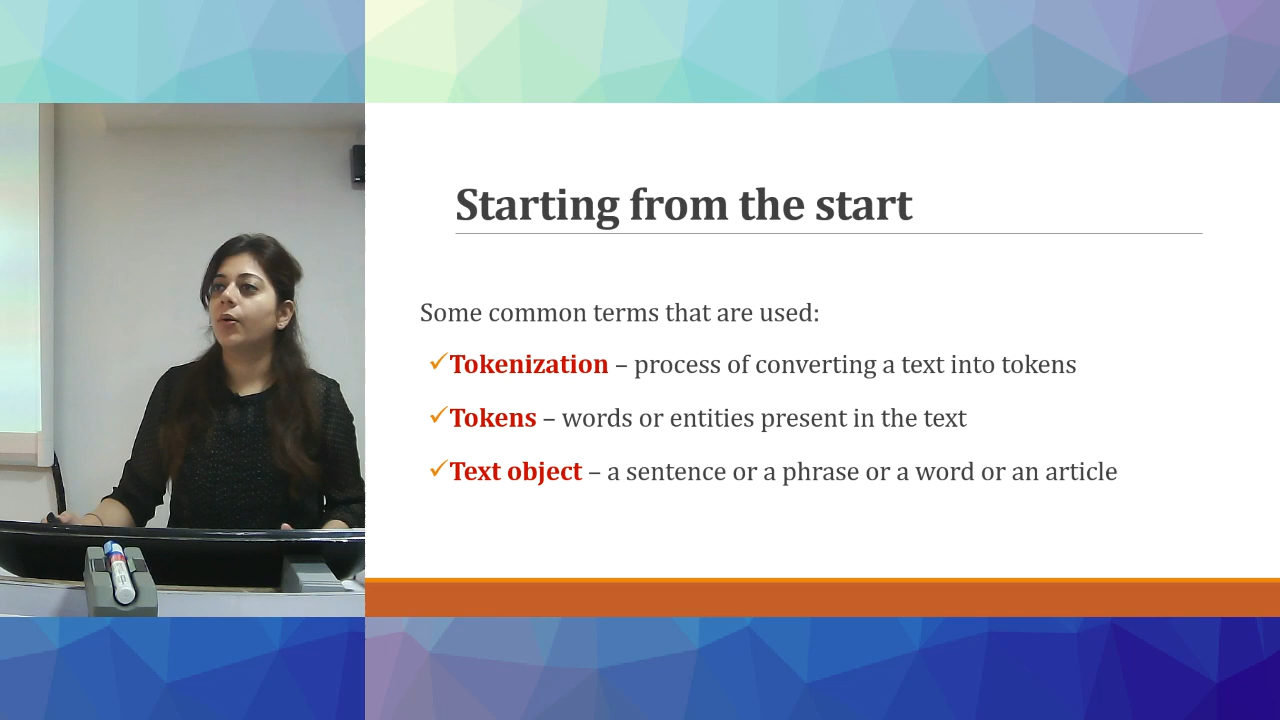 Starting from the start
Some common terms that are used:
✓Tokenization – process of converting a text into tokens
✓Tokens – words or entities present in the text
✓Text object – a sentence or a phrase or a word or an article